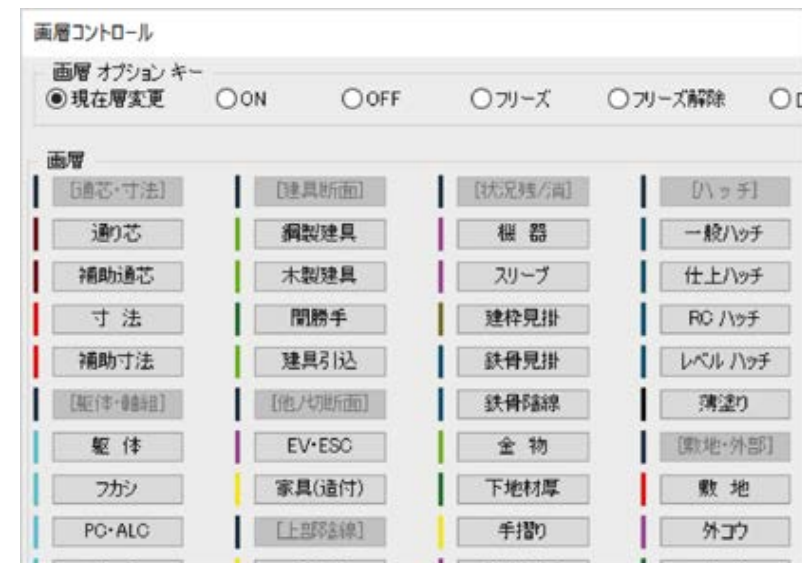 画層コントロール
画層 オプション キー
現在層変更 ON OFF フリーズ フリーズ解除
画層
[通芯・寸法] [建具断面] [状況残/消] [ハッチ]
通り芯 鋼製建具 機 器 一般ハッチ
補助通芯 木製建具 スリーブ 仕上ハッチ
寸 法 開勝手 建枠見掛 RC ハッチ
補助寸法 建具引込 鉄骨見掛 レベル ハッチ
[躯体・軸組] [他ノ切断面] 鉄骨陰線 薄塗り
躯 体 EV・ESC 金 物 [敷地・外部]
フカシ 家具(造付) 下地材厚 敷 地
PC・ALC [上部陰線] 手摺り 外コウ